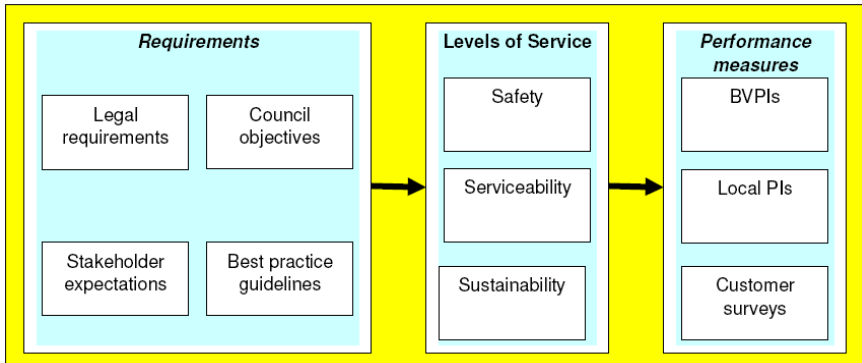 Requirements
Legal
requirements
Council
objectives
Stakeholder
expectations
Best practice
guidelines
Levels of Service
Safety
Serviceability
Sustainability
Performance
measures
BVPIs
Local PIs
Customer
surveys